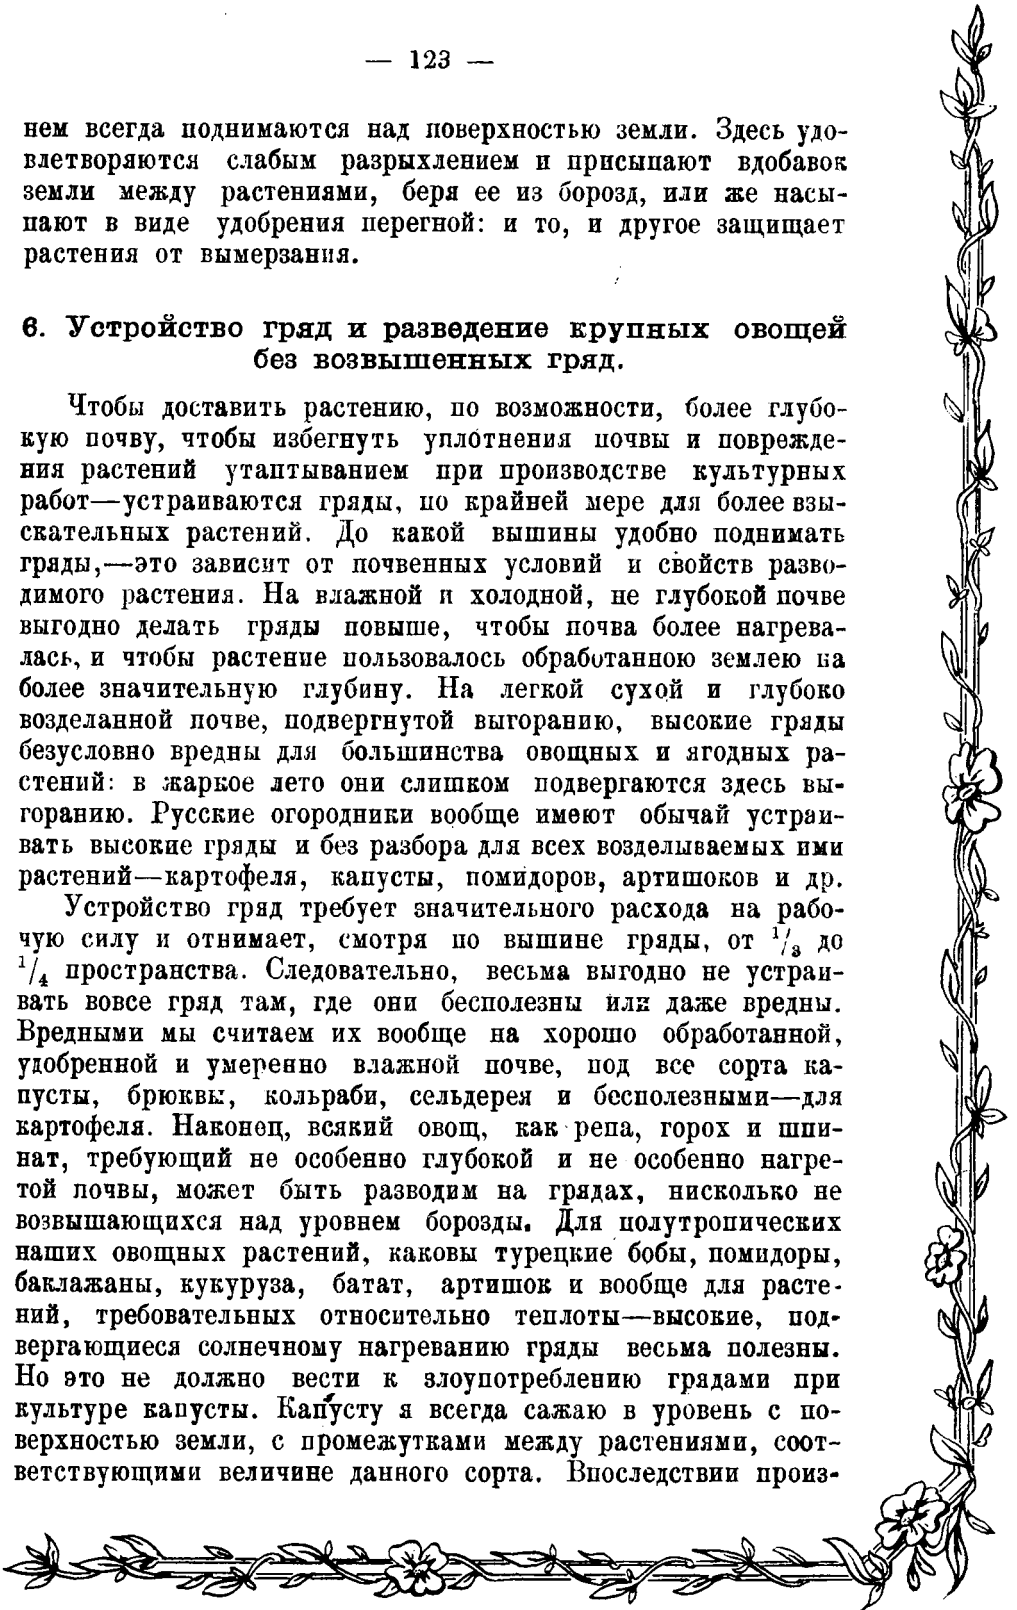 — 123 —
нем всегда поднимаются над поверхностью земли. Здесь удо-
влетворяются слабым разрыхлением и присыпают вдобавок
земли между растениями, беря ее из борозд, или же насы-
пают в виде удобрения перегной: и то, и другое защищает
растения от вымерзания.
6. Устройство гряд и разведение крупных овощей
без возвышенных гряд.
Чтобы доставить растению, по возможности, более глубо-
кую почву, чтобы избегнуть уплотнения почвы и поврежде-
ния растений утаптыванием при производстве культурных
работ—устраиваются гряды, по крайней мере для более взы-
скательных растений. До какой вышины удобно поднимать
гряды,—это зависит от почвенных условий и свойств разво-
димого растения. На влажной и холодной, не глубокой почве
выгодно делать гряды повыше, чтобы почва более нагрева-
лась, и чтобы растение пользовалось обработанною землею на
более значительную глубину. На легкой сухой и глубоко
возделанной почве, подвергнутой выгоранию, высокие гряды
безусловно вредны для большинства овощных и ягодных ра-
стений: в жаркое лето они слишком подвергаются здесь вы-
горанию. Русские огородники вообще имеют обычай устраи-
вать высокие гряды и без разбора для всех возделываемых ими
растений—картофеля, капусты, помидоров, артишоков и др.
Устройство гряд требует значительного расхода на рабо-
чую силу и отнимает, смотря по вышине гряды, от 1/3 до
1/4 пространства. Следовательно, весьма выгодно не устраи-
вать вовсе гряд там, где они бесполезны или даже вредны.
Вредными мы считаем их вообще на хорошо обработанной,
удобренной и умеренно влажной почве, под все сорта ка-
пусты, брюквы, кольраби, сельдерея и бесполезными—для
картофеля. Наконец, всякий овощ, как репа, горох и шпи-
нат, требующий не особенно глубокой и не особенно нагре-
той почвы, может быть разводим на грядах, нисколько не
возвышающихся над уровнем борозды. Для полутропических
наших овощных растений, каковы турецкие бобы, помидоры,
баклажаны, кукуруза, батат, артишок и вообще для расте-
ний, требовательных относительно теплоты—высокие, под-
вергающиеся солнечному нагреванию гряды весьма полезны.
Но это не должно вести к злоупотреблению грядами при
культуре капусты. Капусту я всегда сажаю в уровень с по-
верхностью земли, с промежутками между растениями, соот-
ветствующими величине данного сорта. Впоследствии произ-